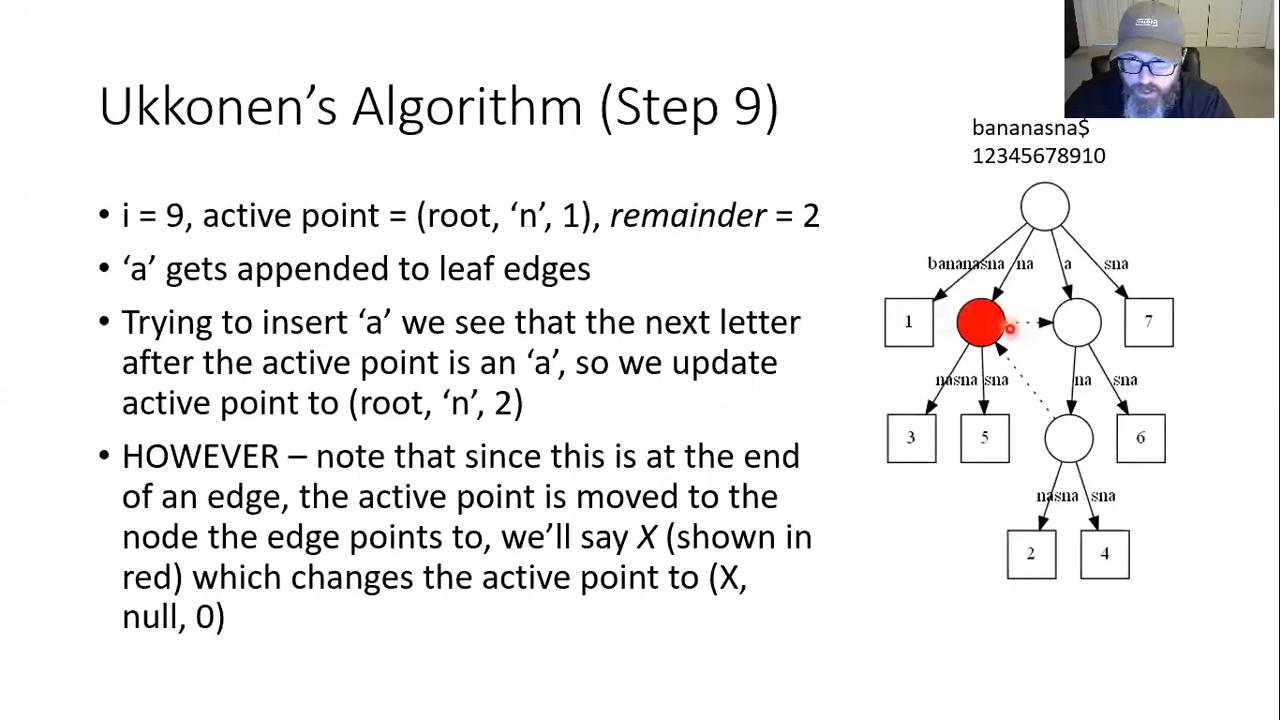 Ukkonen’s Algorithm (Step 9)
bananasna$
12345678910
• i = 9, active point = (root, ‘n’, 1), remainder = 2
• ‘a’ gets appended to leaf edges
• Trying to insert ‘a’ we see that the next letter
after the active point is an ‘a’, so we update
active point to (root, ‘n’, 2)
• HOWEVER – note that since this is at the end
of an edge, the active point is moved to the
node the edge points to, we’ll say X (shown in
red) which changes the active point to (X,
null, 0)
bananasna na a sna
1 7
nasna sna na sna
3 5 6
nasna sna
2 4